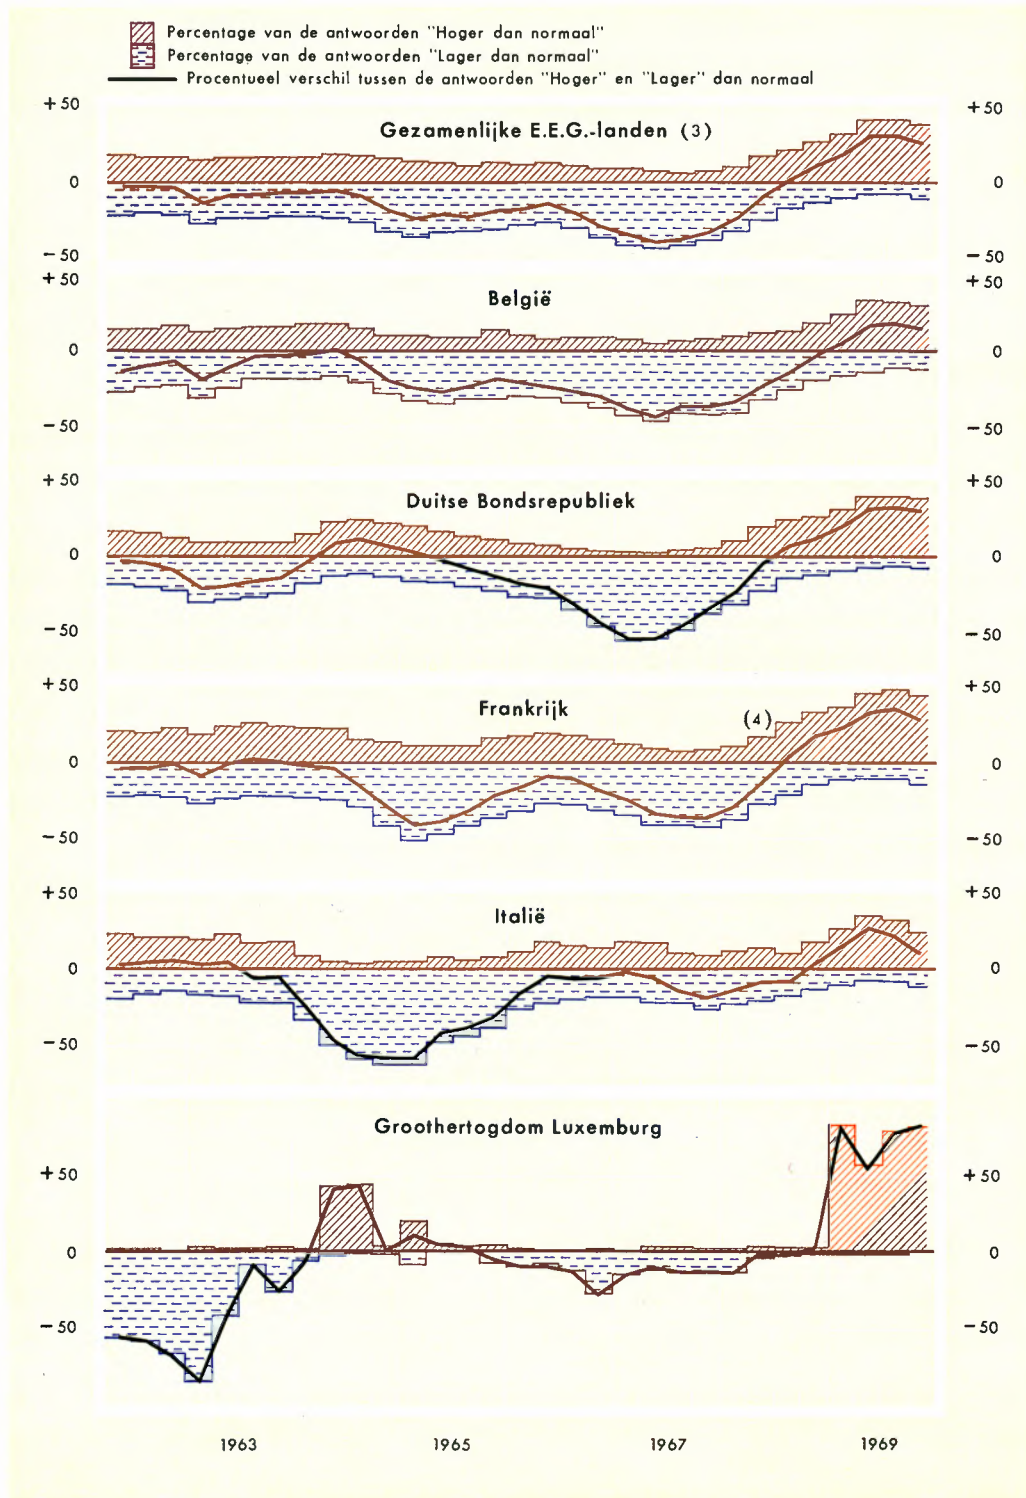 Percentage van de antwoorden "Hoger dan normaal"
Percentage van de antwoorden "Lager dan normaal"
Procentueel verschil tussen de antwoorden "Hoger" en "Lager" dan normaal
+50 +50
Gezamenlijke E.E.G.-landen (3)
0 0
−50 −50
+50 +50
België
0 0
−50 −50
+50 +50
Duitse Bondsrepubliek
0 0
−50 −50
+50 +50
Frankrijk (4)
0 0
−50 −50
+50 +50
Italië
0 0
−50 −50
Groothertogdom Luxemburg
+50 +50
0 0
−50 −50
1963 1965 1967 1969